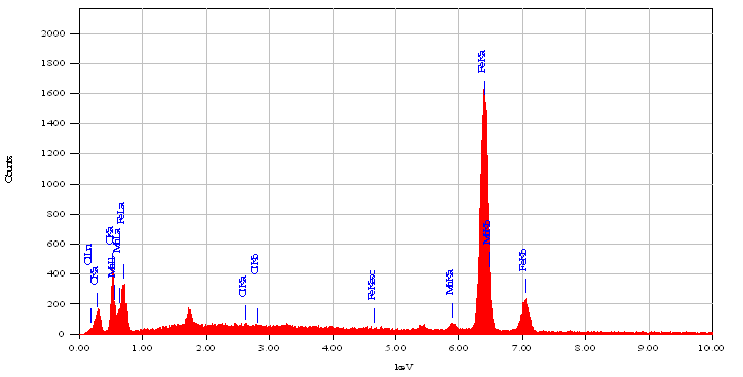 2000
1800
1600
1400
1200
1000
800
600
400
200
0
Counts
0.00 1.00 2.00 3.00 4.00 5.00 6.00 7.00 8.00 9.00 10.00
keV
ClLn
CKa
OKa
MnLl
MnLa
FeLa
ClKa
ClKb
FeKesc
MnKa
FeKa
MnKb
FeKb